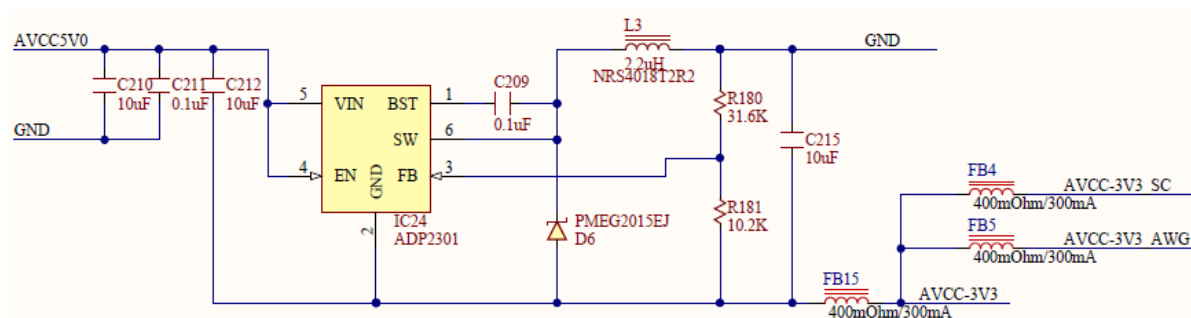 AVCC5V0
C210
10uF
C211
0.1uF
C212
10uF
GND
5
VIN
BST
1
C209
0.1uF
SW
6
4
EN
GND
FB
3
2
IC24
ADP2301
L3
2.2uH
NRS4018T2R2
GND
R180
31.6K
C215
10uF
R181
10.2K
PMEG2015EJ
D6
FB4
AVCC-3V3_SC
400mOhm/300mA
FB5
AVCC-3V3_AWG
400mOhm/300mA
FB15
AVCC-3V3
400mOhm/300mA